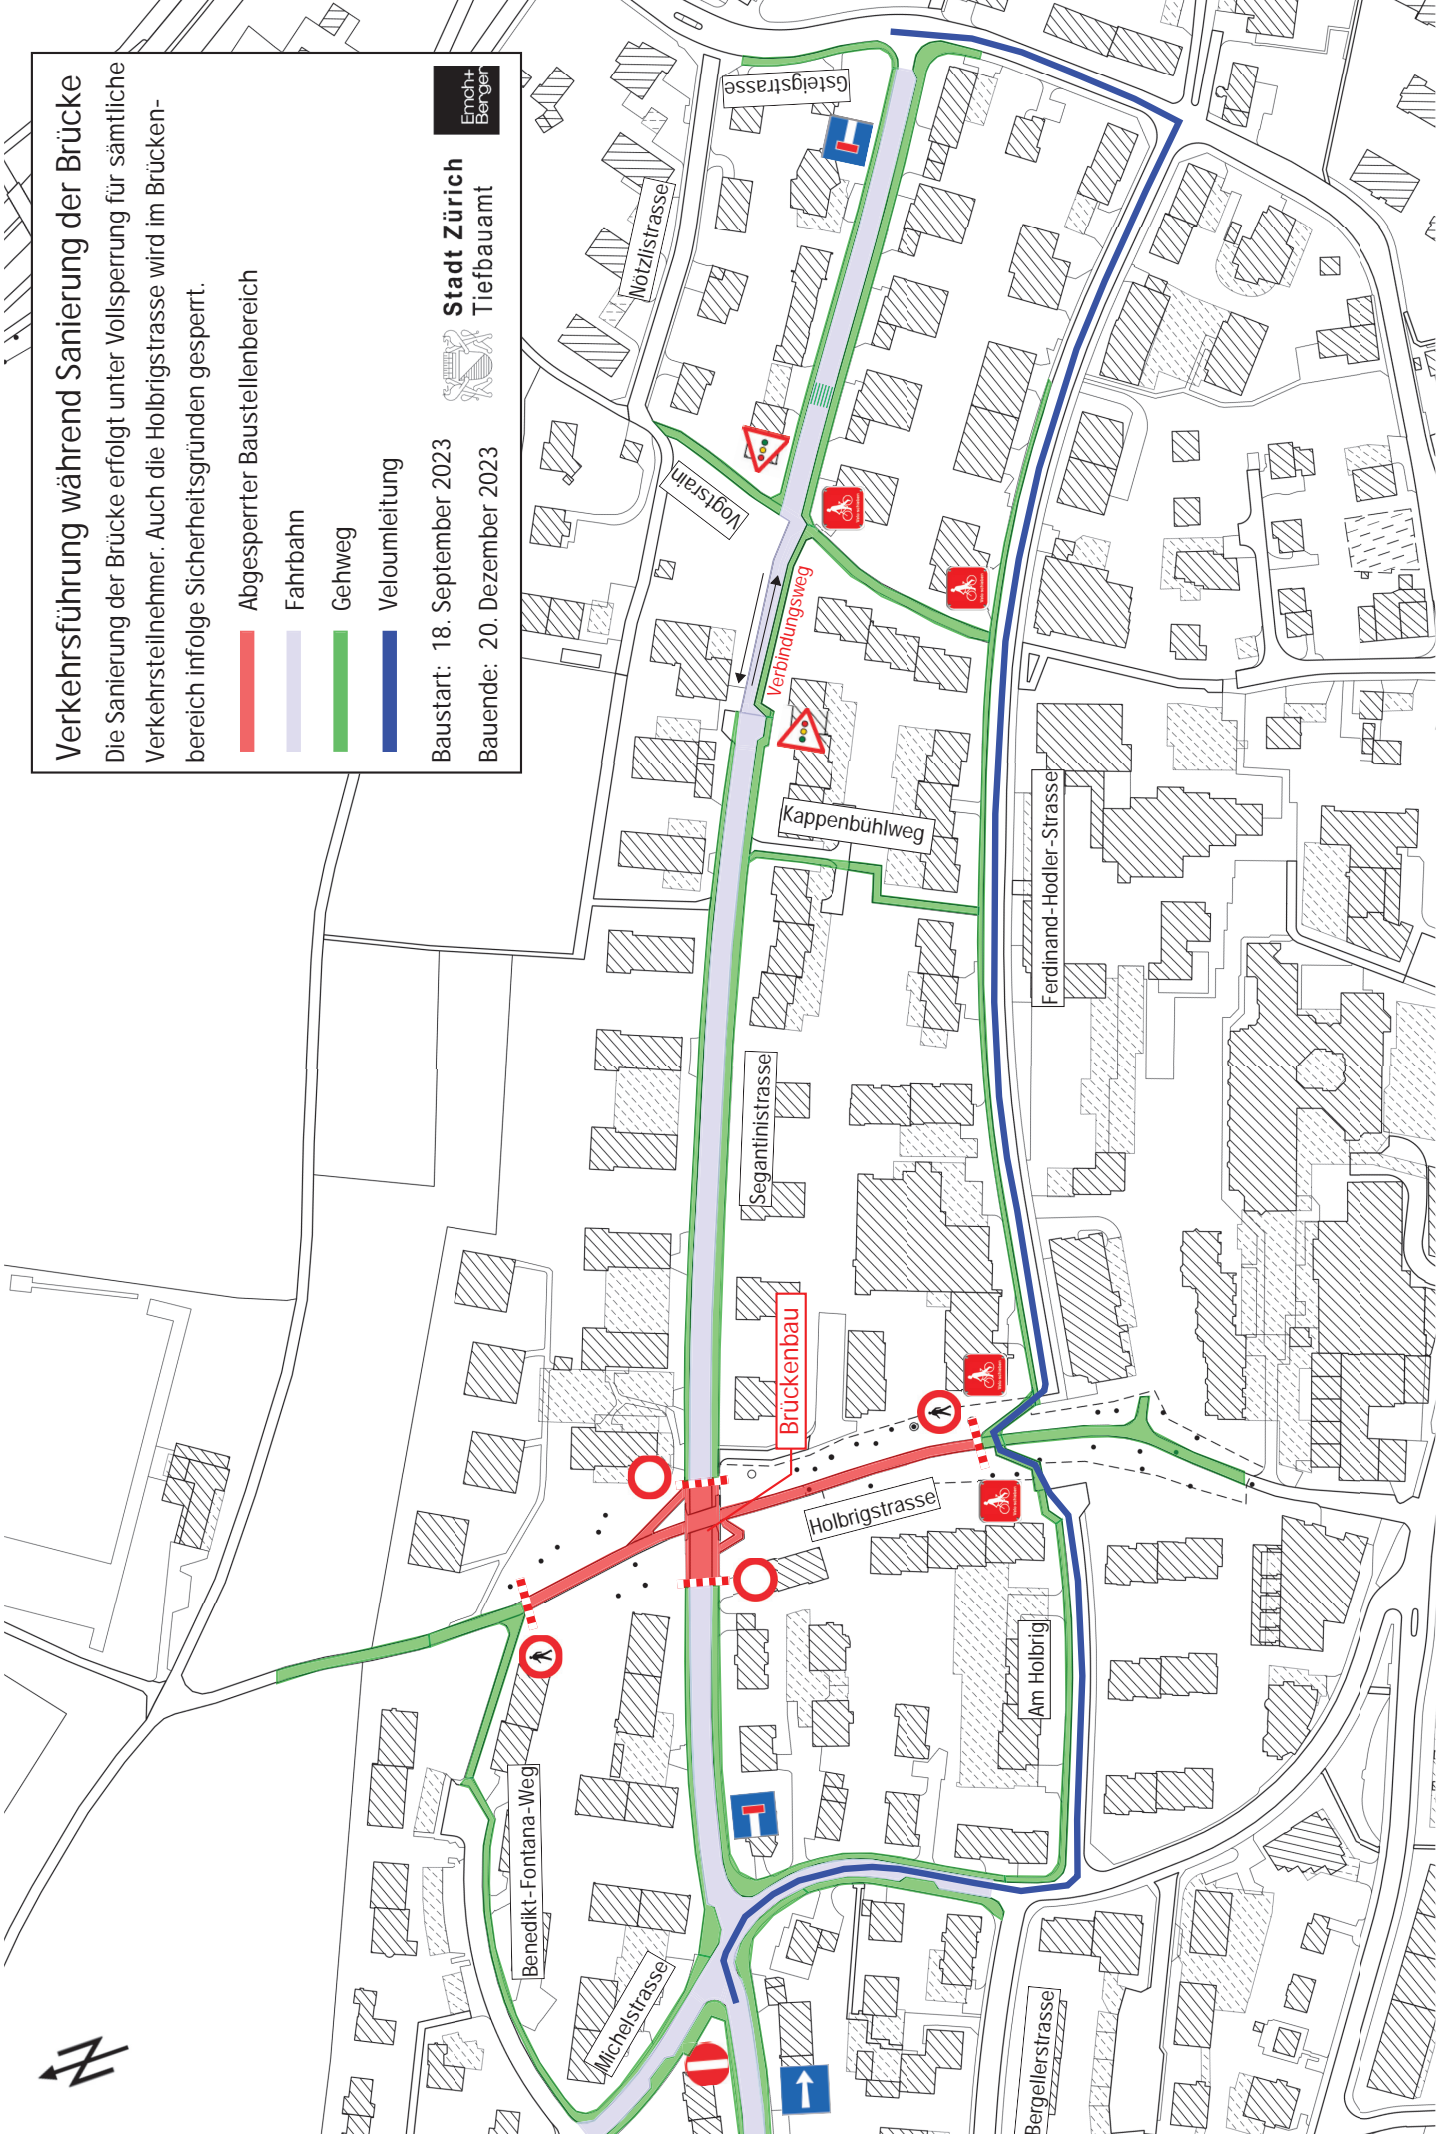 Verkehrsführung während Sanierung der Brücke
Die Sanierung der Brücke erfolgt unter Vollsperrung für sämtliche
Verkehrsteilnehmer. Auch die Holbrigstrasse wird im Brücken-
bereich infolge Sicherheitsgründen gesperrt.
Abgesperrter Baustellenbereich
Fahrbahn
Gehweg
Veloumleitung
Baustart: 18. September 2023
Bauende: 20. Dezember 2023
Stadt Zürich
Tiefbauamt
Emch+
Berger
Gsteigstrasse
Nötzlistrasse
Vogtsrain
Verbindungsweg
Kappenbühlweg
Ferdinand-Hodler-Strasse
Segantinistrasse
Brückenbau
Holbrigstrasse
Am Holbrig
Benedikt-Fontana-Weg
Michelstrasse
Bergellerstrasse